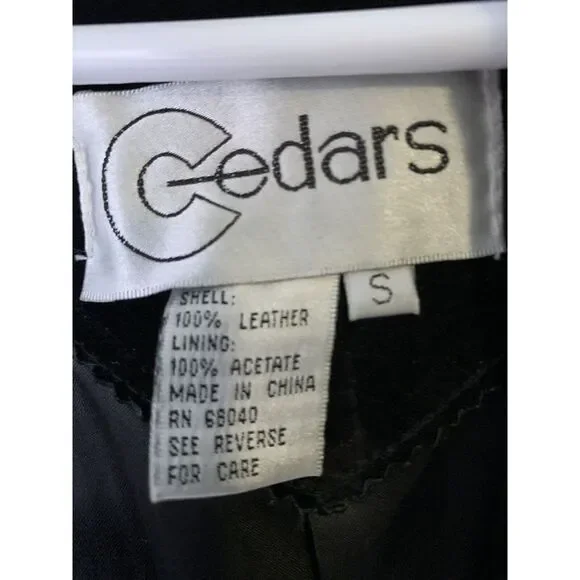 Cedars
S
SHELL:
100% LEATHER
LINING:
100% ACETATE
MADE IN CHINA
RN 68040
SEE REVERSE
FOR CARE